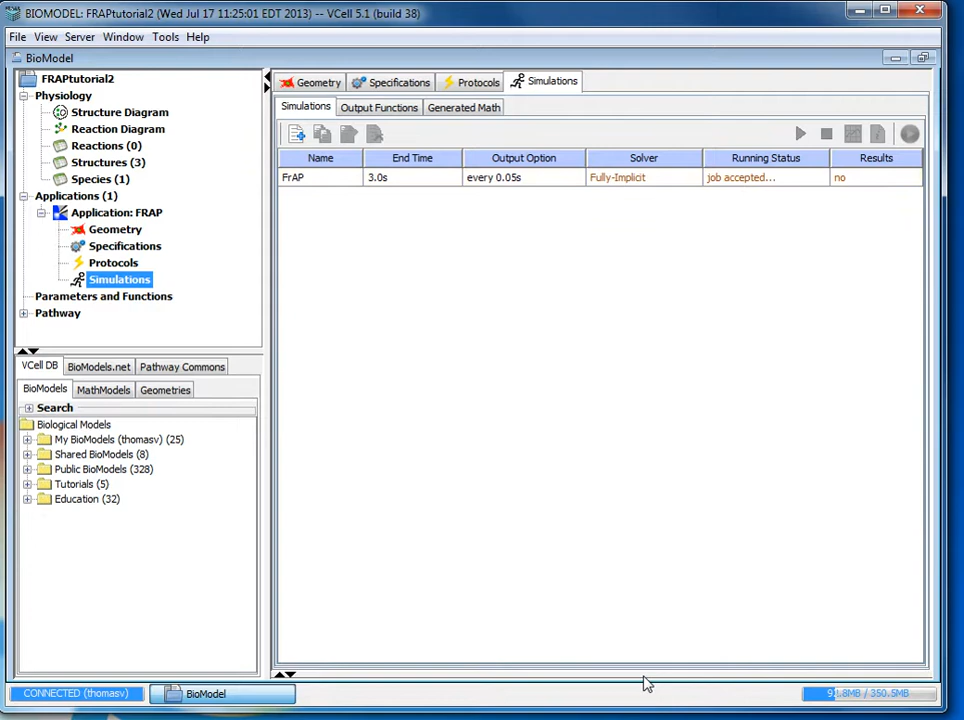 BIOMODEL: FRAPtutorial2 (Wed Jul 17 11:25:01 EDT 2013) -- VCell 5.1 (build 38)
File View Server Window Tools Help
BioModel
FRAPtutorial2
Physiology
Structure Diagram
Reaction Diagram
Reactions (0)
Structures (3)
Species (1)
Applications (1)
Application: FRAP
Geometry
Specifications
Protocols
Simulations
Parameters and Functions
Pathway
VCell DB BioModels.net Pathway Commons
BioModels MathModels Geometries
Search
Biological Models
My BioModels (thomasv) (25)
Shared BioModels (8)
Public BioModels (328)
Tutorials (5)
Education (32)
Geometry Specifications Protocols Simulations
Simulations Output Functions Generated Math
Name End Time Output Option Solver Running Status Results
FrAP 3.0s every 0.05s Fully-Implicit job accepted... no
CONNECTED (thomasv) BioModel
/ 350.5MB